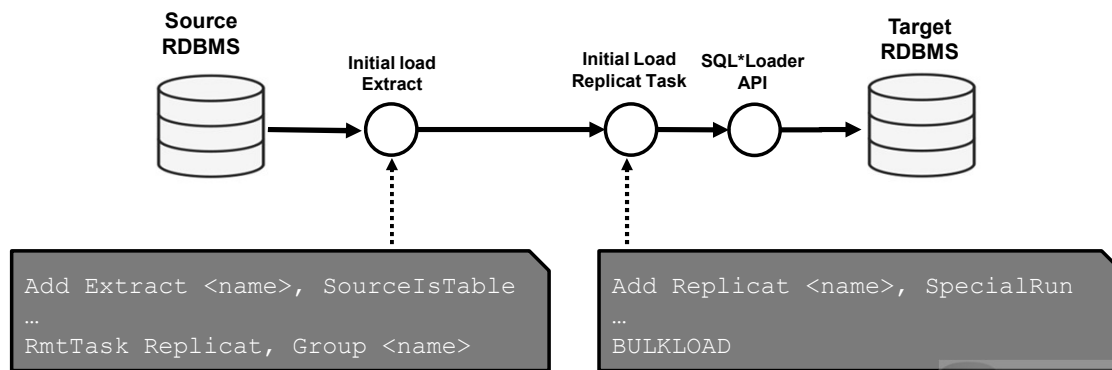 Source
RDBMS
Initial load
Extract
Initial Load
Replicat Task
SQL*Loader
API
Target
RDBMS
Add Extract <name>, SourceIsTable
…
RmtTask Replicat, Group <name>
Add Replicat <name>, SpecialRun
…
BULKLOAD